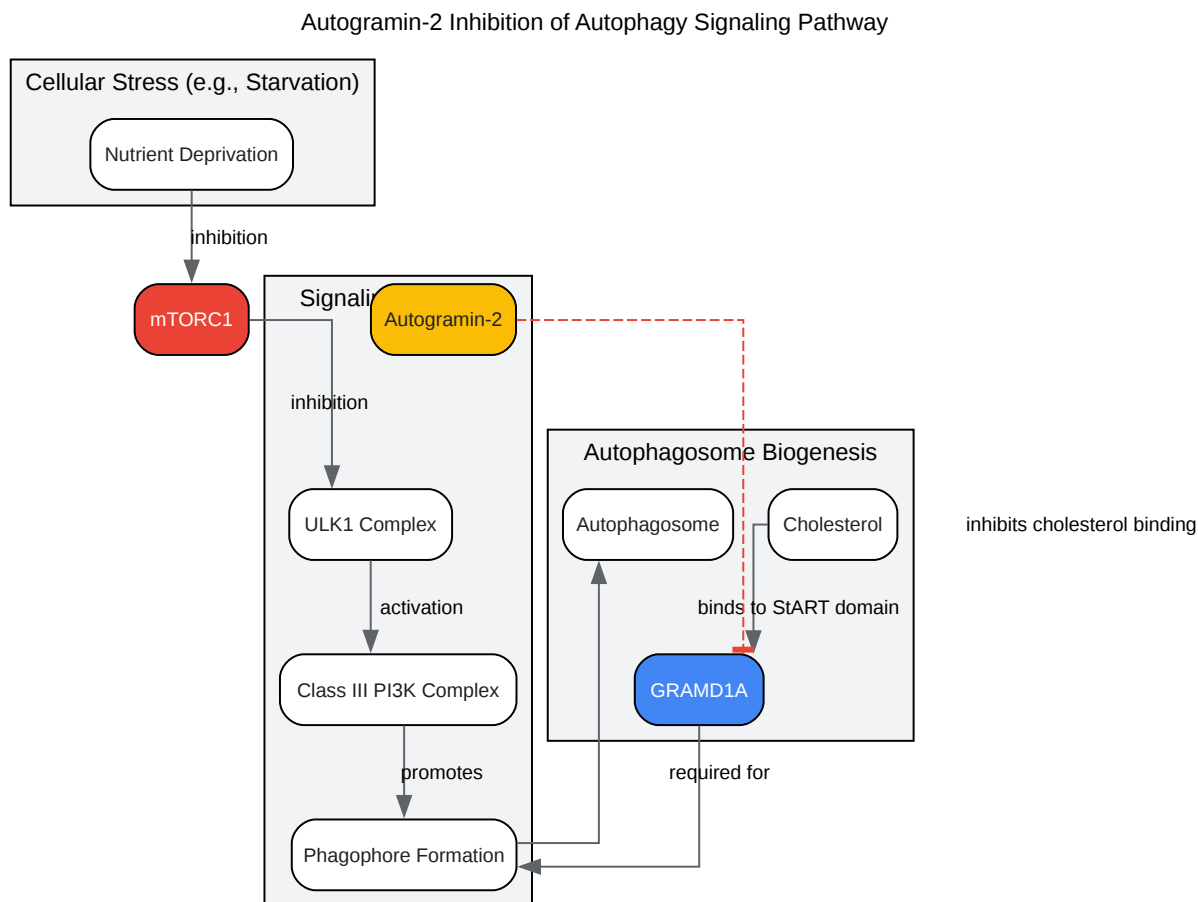 Autogramin-2 Inhibition of Autophagy Signaling Pathway
Cellular Stress (e.g., Starvation)
Nutrient Deprivation
inhibition
mTORC1
Autogramin-2
inhibition
Autophagosome Biogenesis
ULK1 Complex
Autophagosome
Cholesterol
inhibits cholesterol binding
activation
binds to StART domain
Class III PI3K Complex
GRAMD1A
promotes
required for
Phagophore Formation